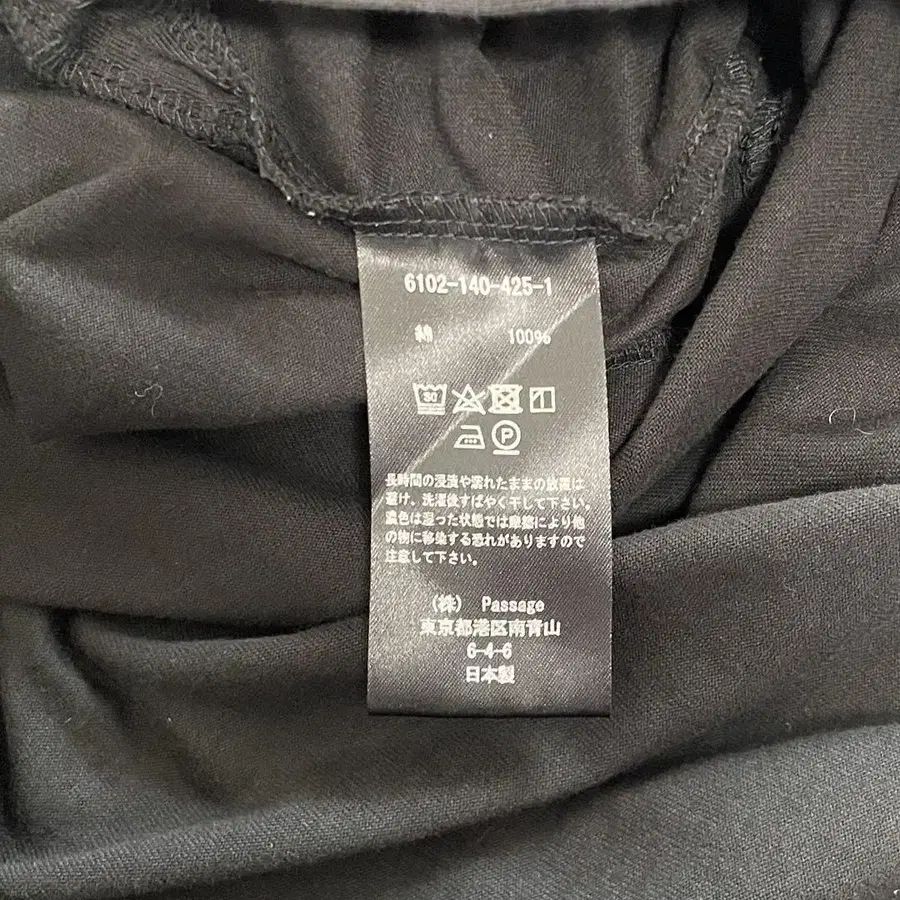 6102-140-425-1
綿 100%
30
P
長時間の浸漬や濡れたままの放置は
避け、洗濯後すばやく干して下さい。
濃色は湿った状態では摩擦により他
の物に移染する恐れがありますので
注意して下さい。
(株) Passage
東京都港区南青山
6-4-6
日本製